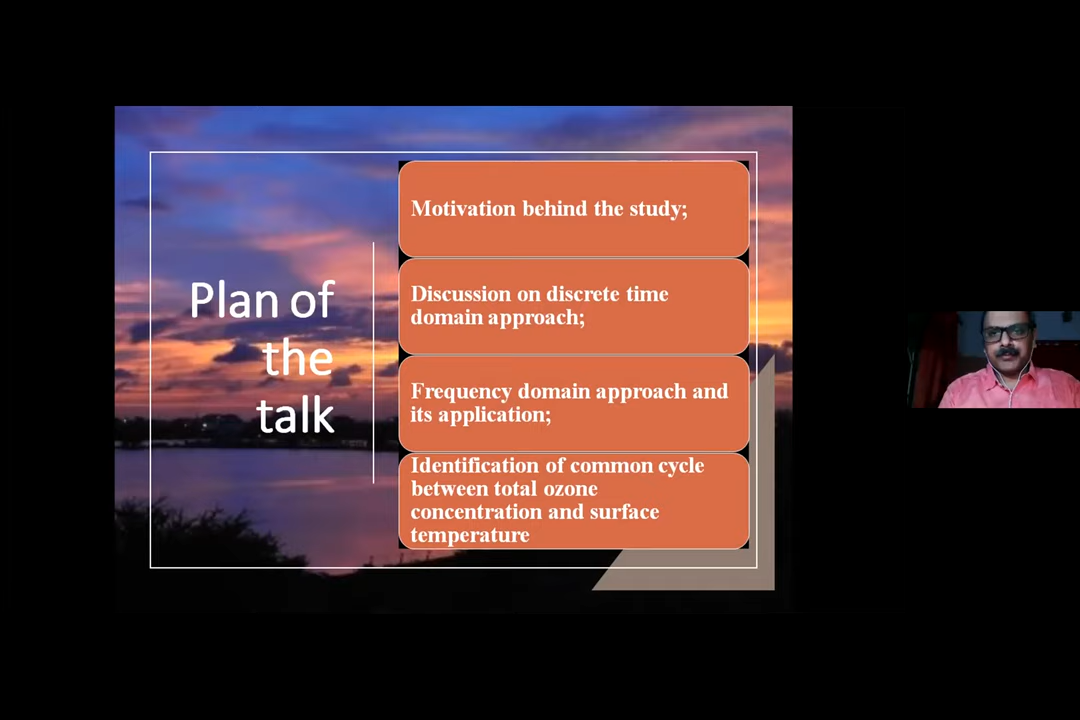 Plan of
the
talk
Motivation behind the study;
Discussion on discrete time
domain approach;
Frequency domain approach and
its application;
Identification of common cycle
between total ozone
concentration and surface
temperature